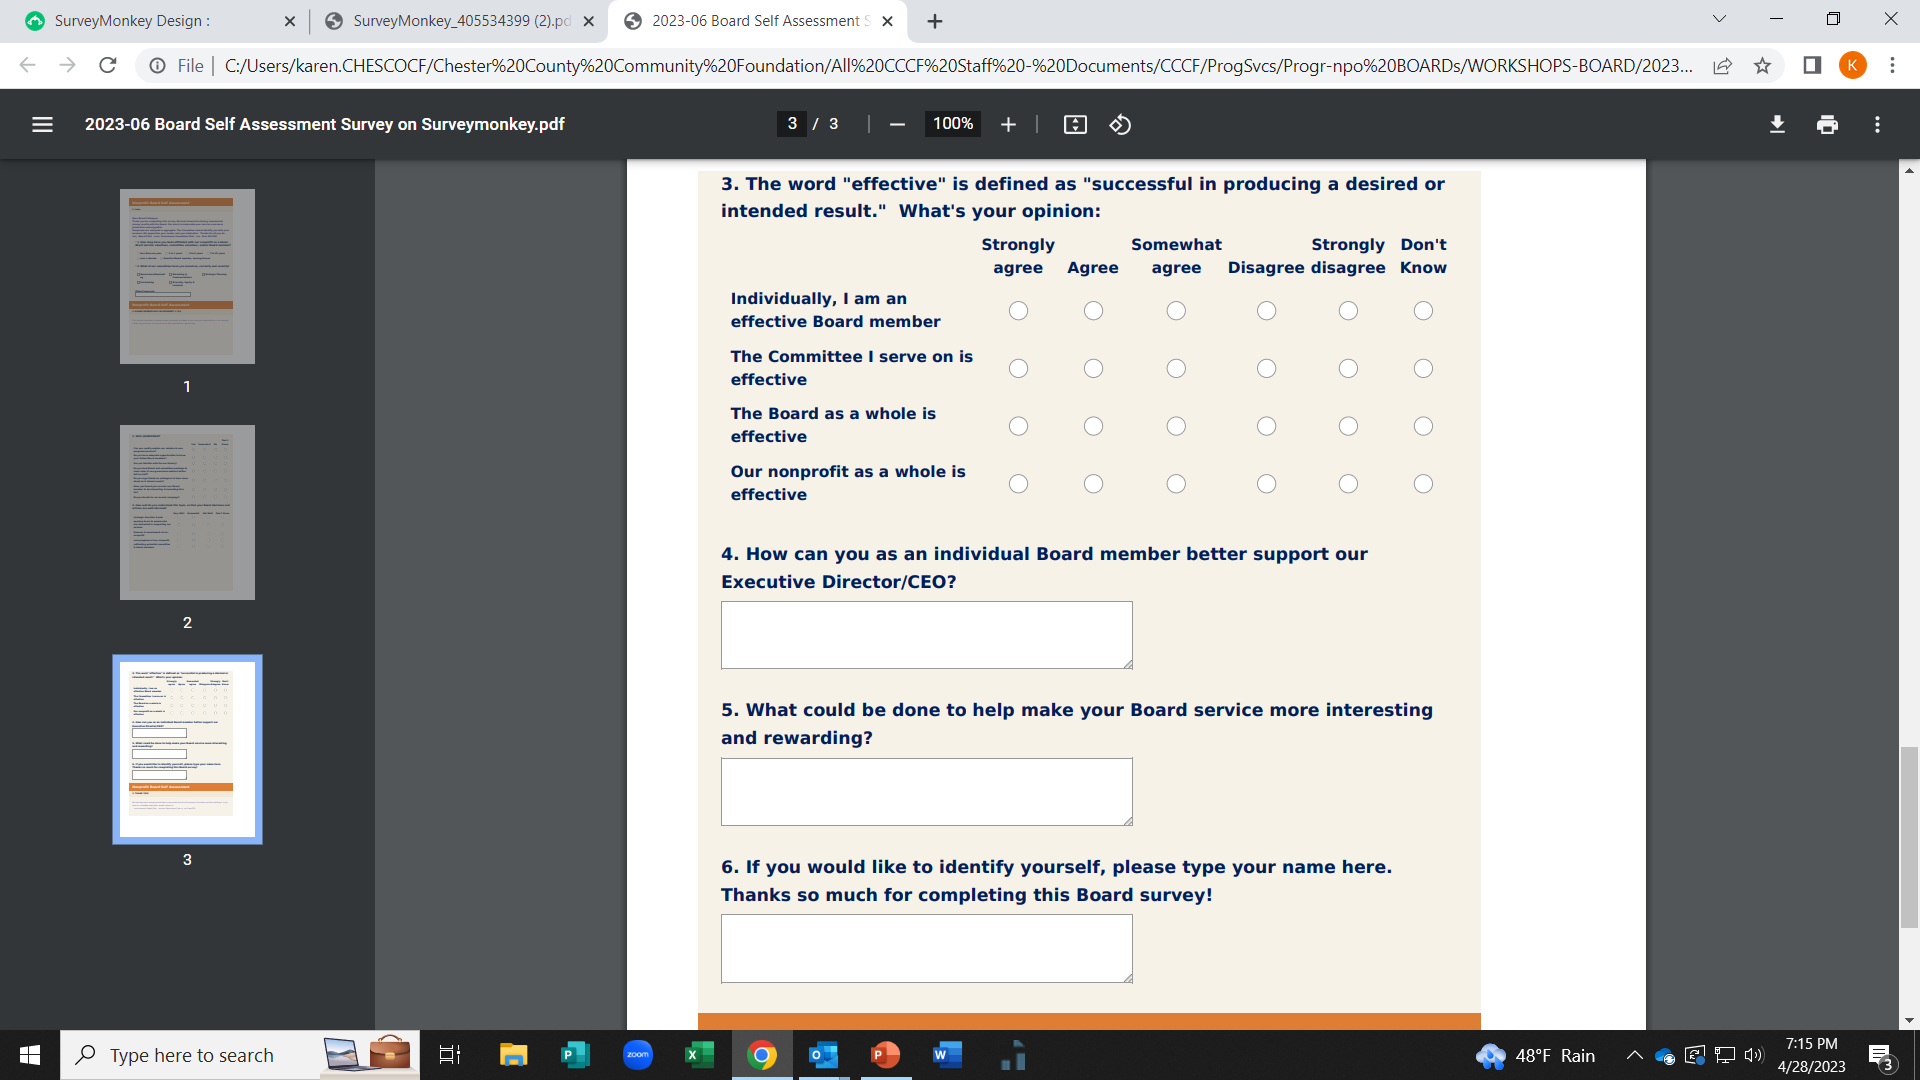 SurveyMonkey Design :
SurveyMonkey_405534399 (2).pd
2023-06 Board Self Assessment S
File
C:/Users/karen.CHESCOCF/Chester%20County%20Community%20Foundation/All%20CCCF%20Staff%20-%20Documents/CCCF/ProgSvcs/Progr-npo%20BOARDs/WORKSHOPS-BOARD/2023...
K
2023-06 Board Self Assessment Survey on Surveymonkey.pdf
3 / 3
100%
1
2
3
3. The word "effective" is defined as "successful in producing a desired or
intended result."  What's your opinion:
Strongly Somewhat Strongly Don't
agree Agree agree Disagree disagree Know
Individually, I am an
effective Board member
The Committee I serve on is
effective
The Board as a whole is
effective
Our nonprofit as a whole is
effective
4. How can you as an individual Board member better support our
Executive Director/CEO?
5. What could be done to help make your Board service more interesting
and rewarding?
6. If you would like to identify yourself, please type your name here.
Thanks so much for completing this Board survey!
Type here to search
zoom
48°F Rain
7:15 PM
4/28/2023
3